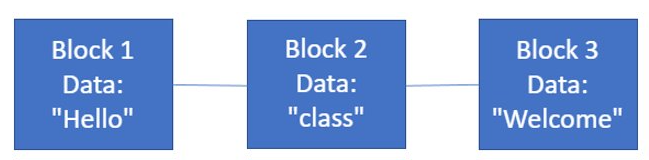 Block 1
Data:
"Hello"
Block 2
Data:
"class"
Block 3
Data:
"Welcome"